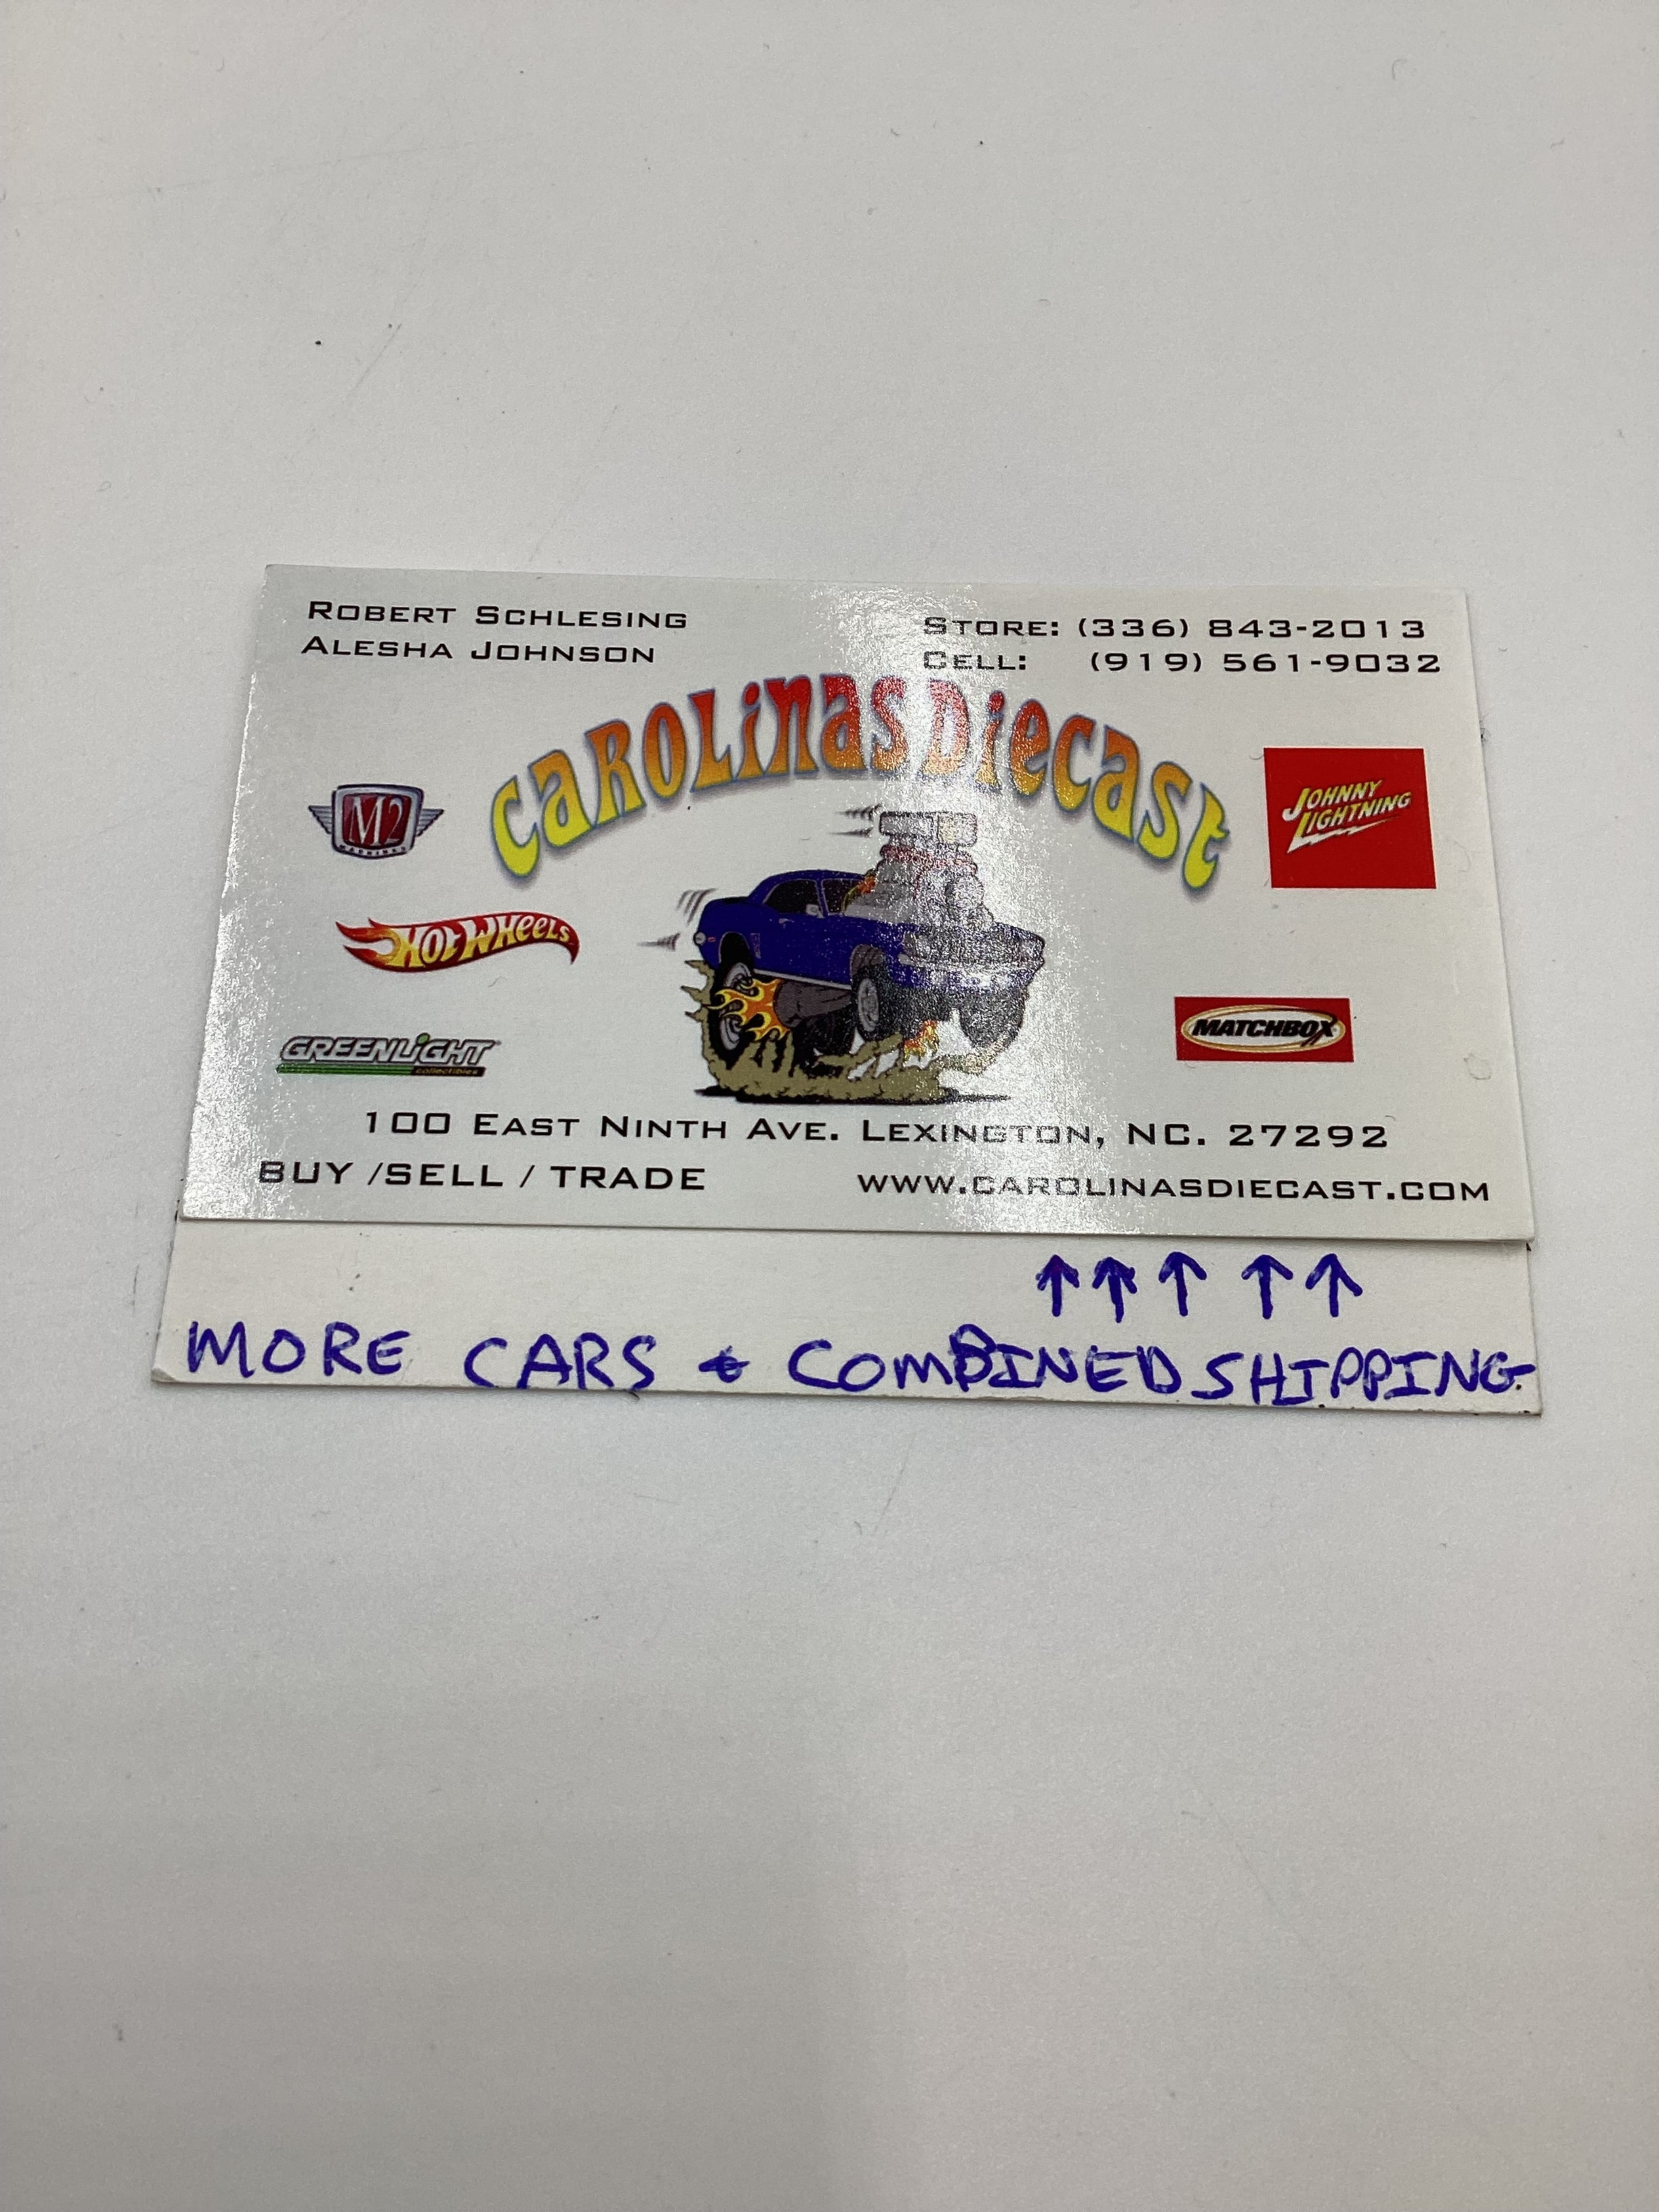 ROBERT SCHLESING
ALESHA JOHNSON
STORE: (336) 843-2013
CELL: (919) 561-9032
CAROLiNAS DiECAST
M2
MACHINES
JOHNNY
LIGHTNING
HOT WHEELS
GREENLiGHT
collectibles
MATCHBOX
100 EAST NINTH AVE. LEXINGTON, NC. 27292
BUY /SELL / TRADE
WWW.CAROLINASDIECAST.COM
↑↑↑ ↑↑
MORE CARS & COMBINED SHIPPING